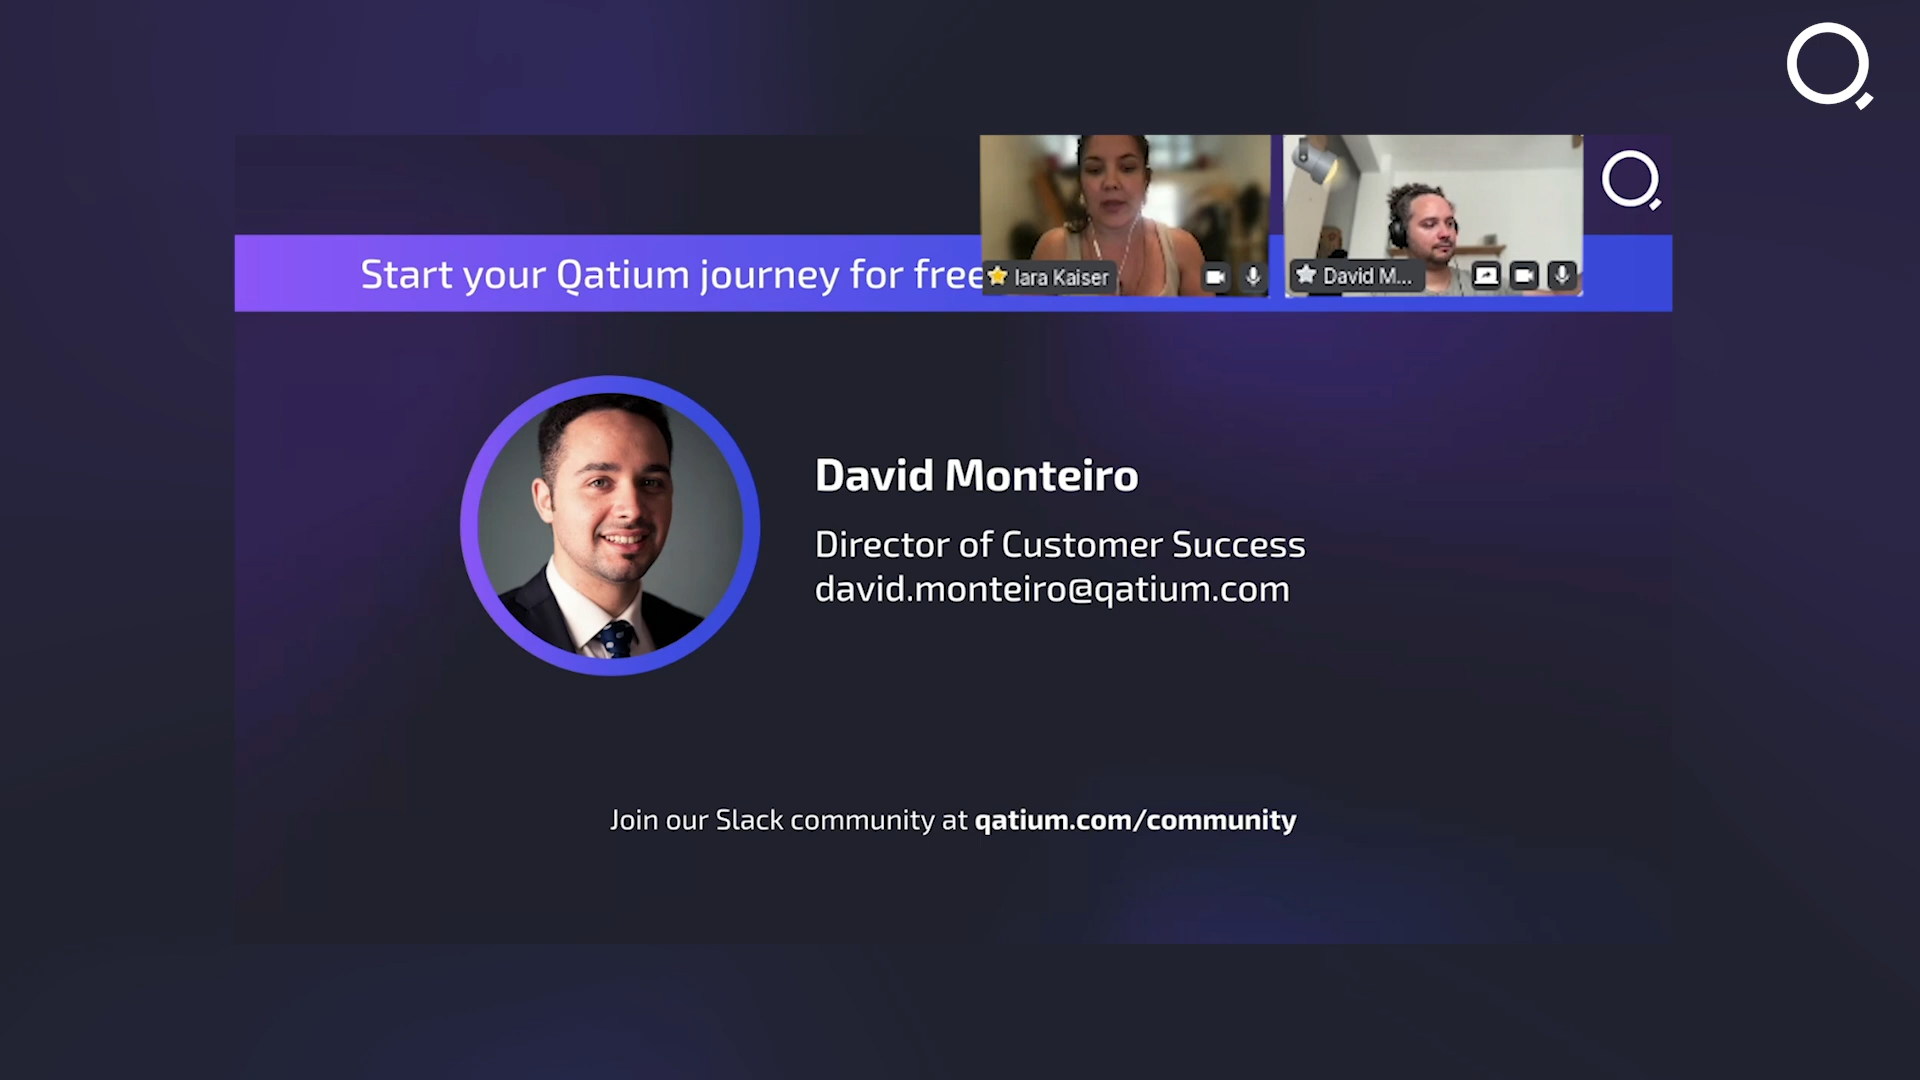 Start your Qatium journey for free
Iara Kaiser
David M...
David Monteiro
Director of Customer Success
david.monteiro@qatium.com
Join our Slack community at qatium.com/community